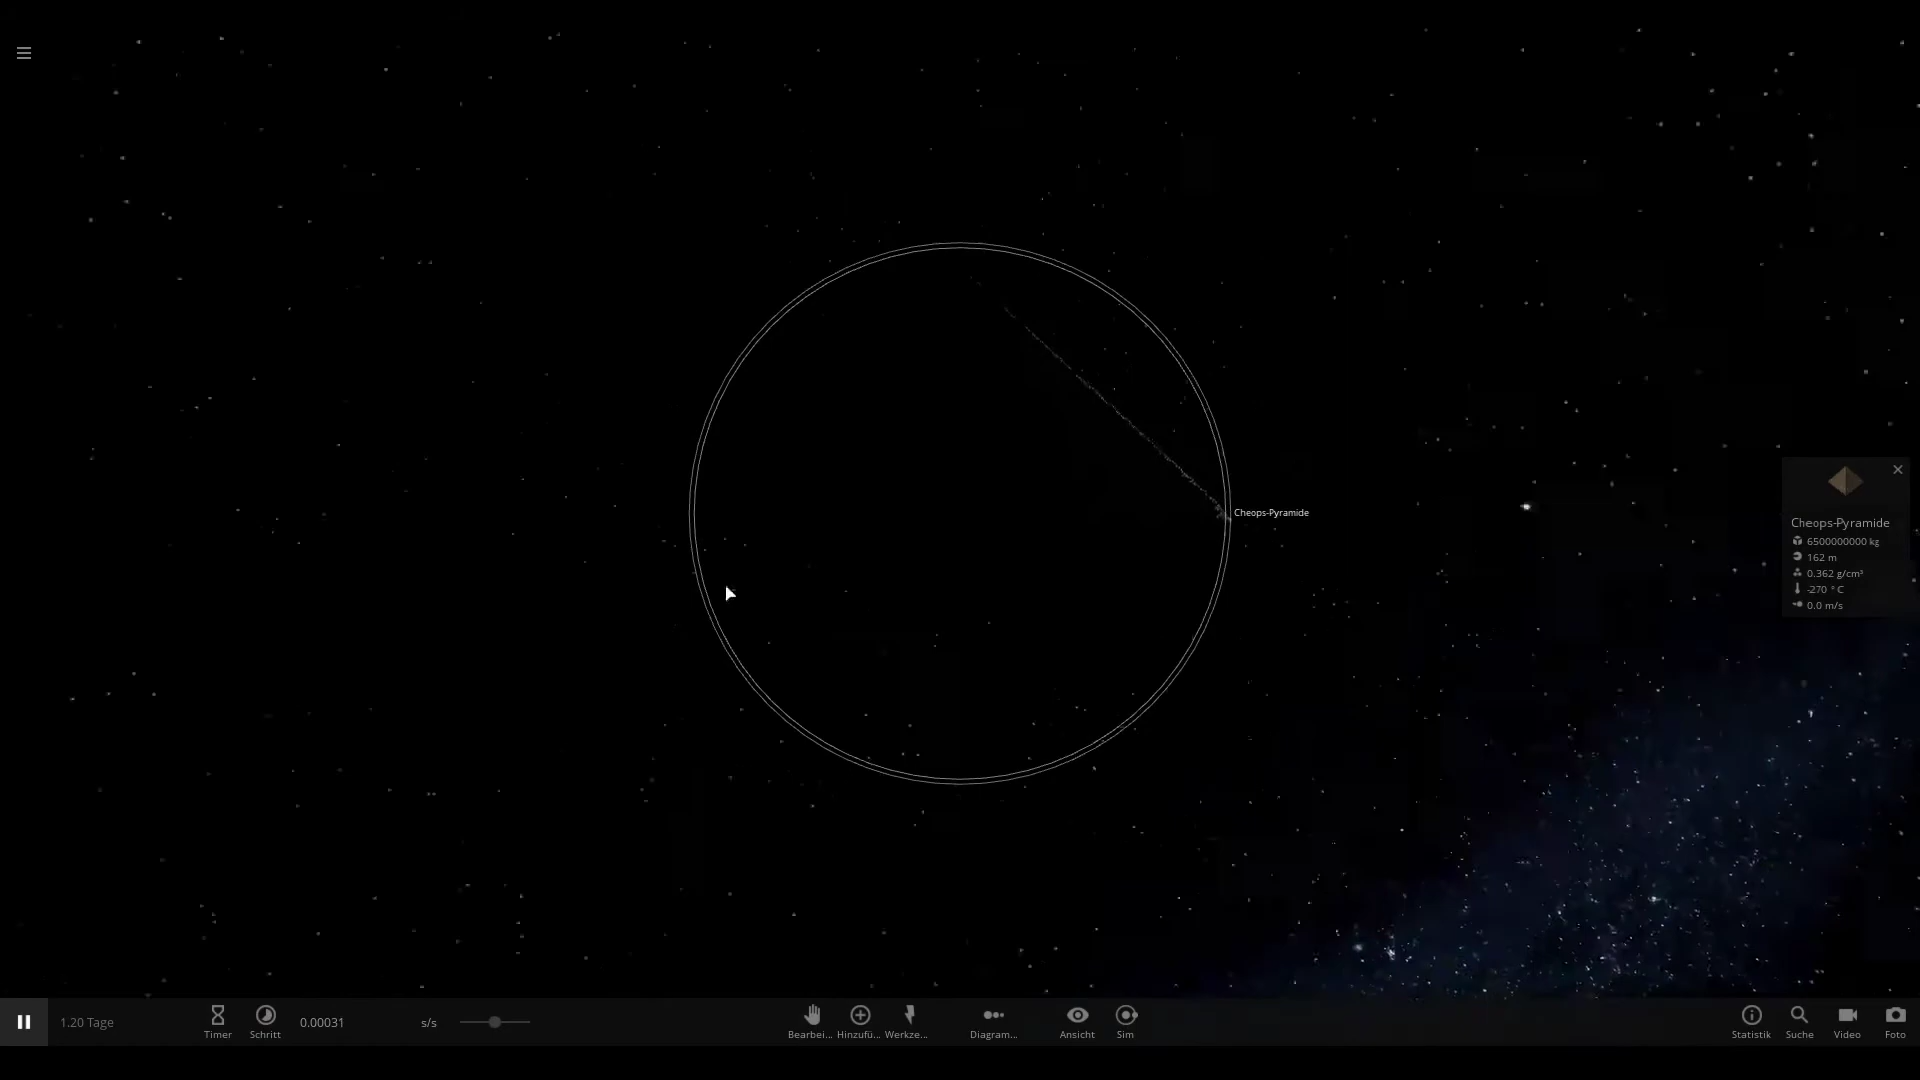 Cheops-Pyramide
Cheops-Pyramide
6500000000 kg
162 m
0.362 g/cm³
-270 °C
0.0 m/s
1.20 Tage
Timer
Schritt
0.00031
s/s
Bearbei...
Hinzufü...
Werkze...
Diagram...
Ansicht
Sim
Statistik
Suche
Video
Foto